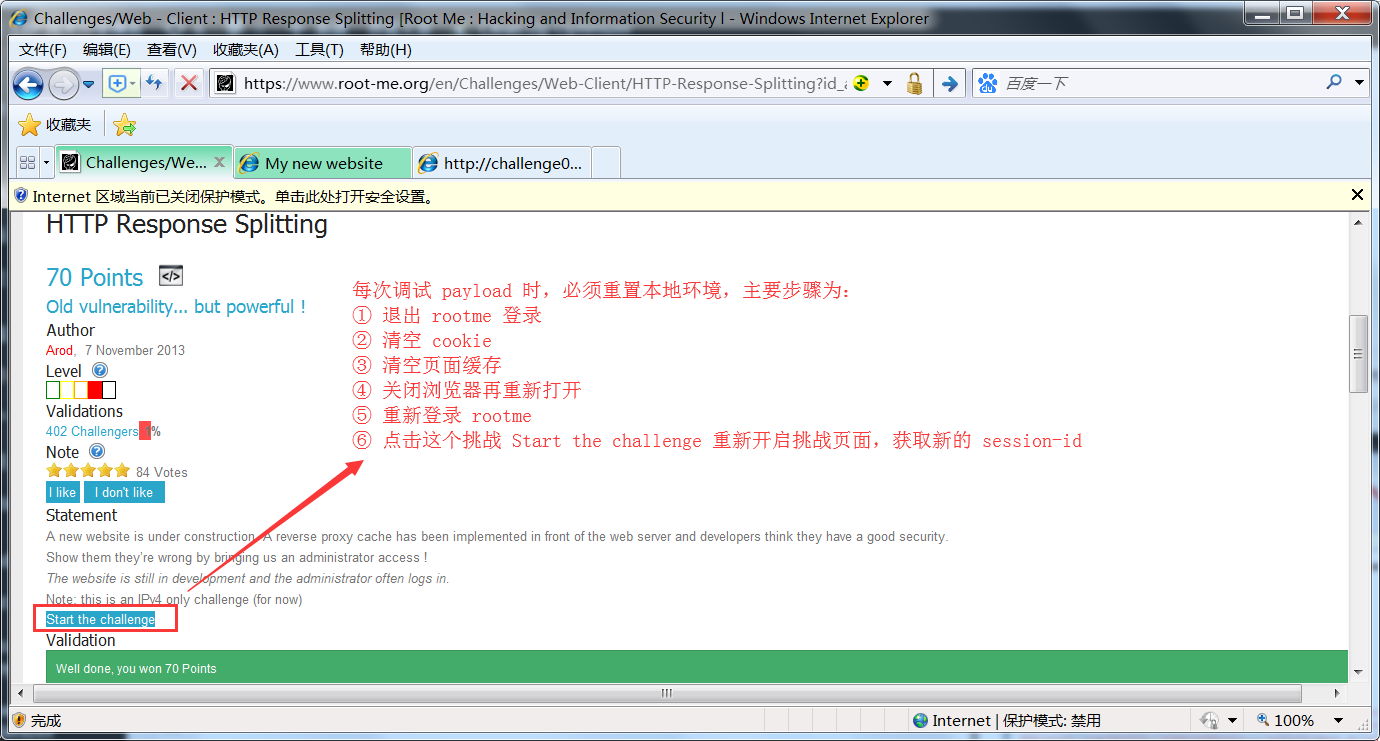 Challenges/Web - Client : HTTP Response Splitting [Root Me : Hacking and Information Security l - Windows Internet Explorer
文件(F) 编辑(E) 查看(V) 收藏夹(A) 工具(T) 帮助(H)
https://www.root-me.org/en/Challenges/Web-Client/HTTP-Response-Splitting?id_ 百度一下
收藏夹
Challenges/We... My new website http://challenge0...
Internet 区域当前已关闭保护模式。单击此处打开安全设置。
HTTP Response Splitting
70 Points
Old vulnerability... but powerful !
Author
Arod, 7 November 2013
Level
Validations
402 Challengers 1%
Note
84 Votes
I like I don't like
每次调试 payload 时，必须重置本地环境，主要步骤为：
① 退出 rootme 登录
② 清空 cookie
③ 清空页面缓存
④ 关闭浏览器再重新打开
⑤ 重新登录 rootme
⑥ 点击这个挑战 Start the challenge 重新开启挑战页面，获取新的 session-id
Statement
A new website is under construction. A reverse proxy cache has been implemented in front of the web server and developers think they have a good security.
Show them they're wrong by bringing us an administrator access !
The website is still in development and the administrator often logs in.
Note: this is an IPv4 only challenge (for now)
Start the challenge
Validation
Well done, you won 70 Points
完成 Internet | 保护模式: 禁用 100%